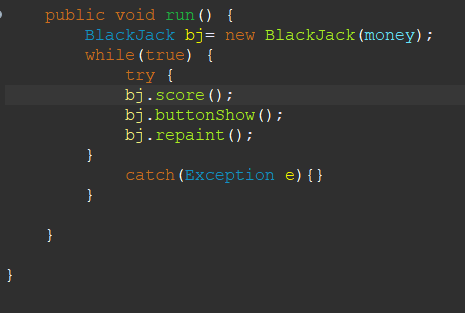 public void run() {
BlackJack bj= new BlackJack(money);
while(true) {
try {
bj.score();
bj.buttonShow();
bj.repaint();
}
catch(Exception e){}
}
}
}